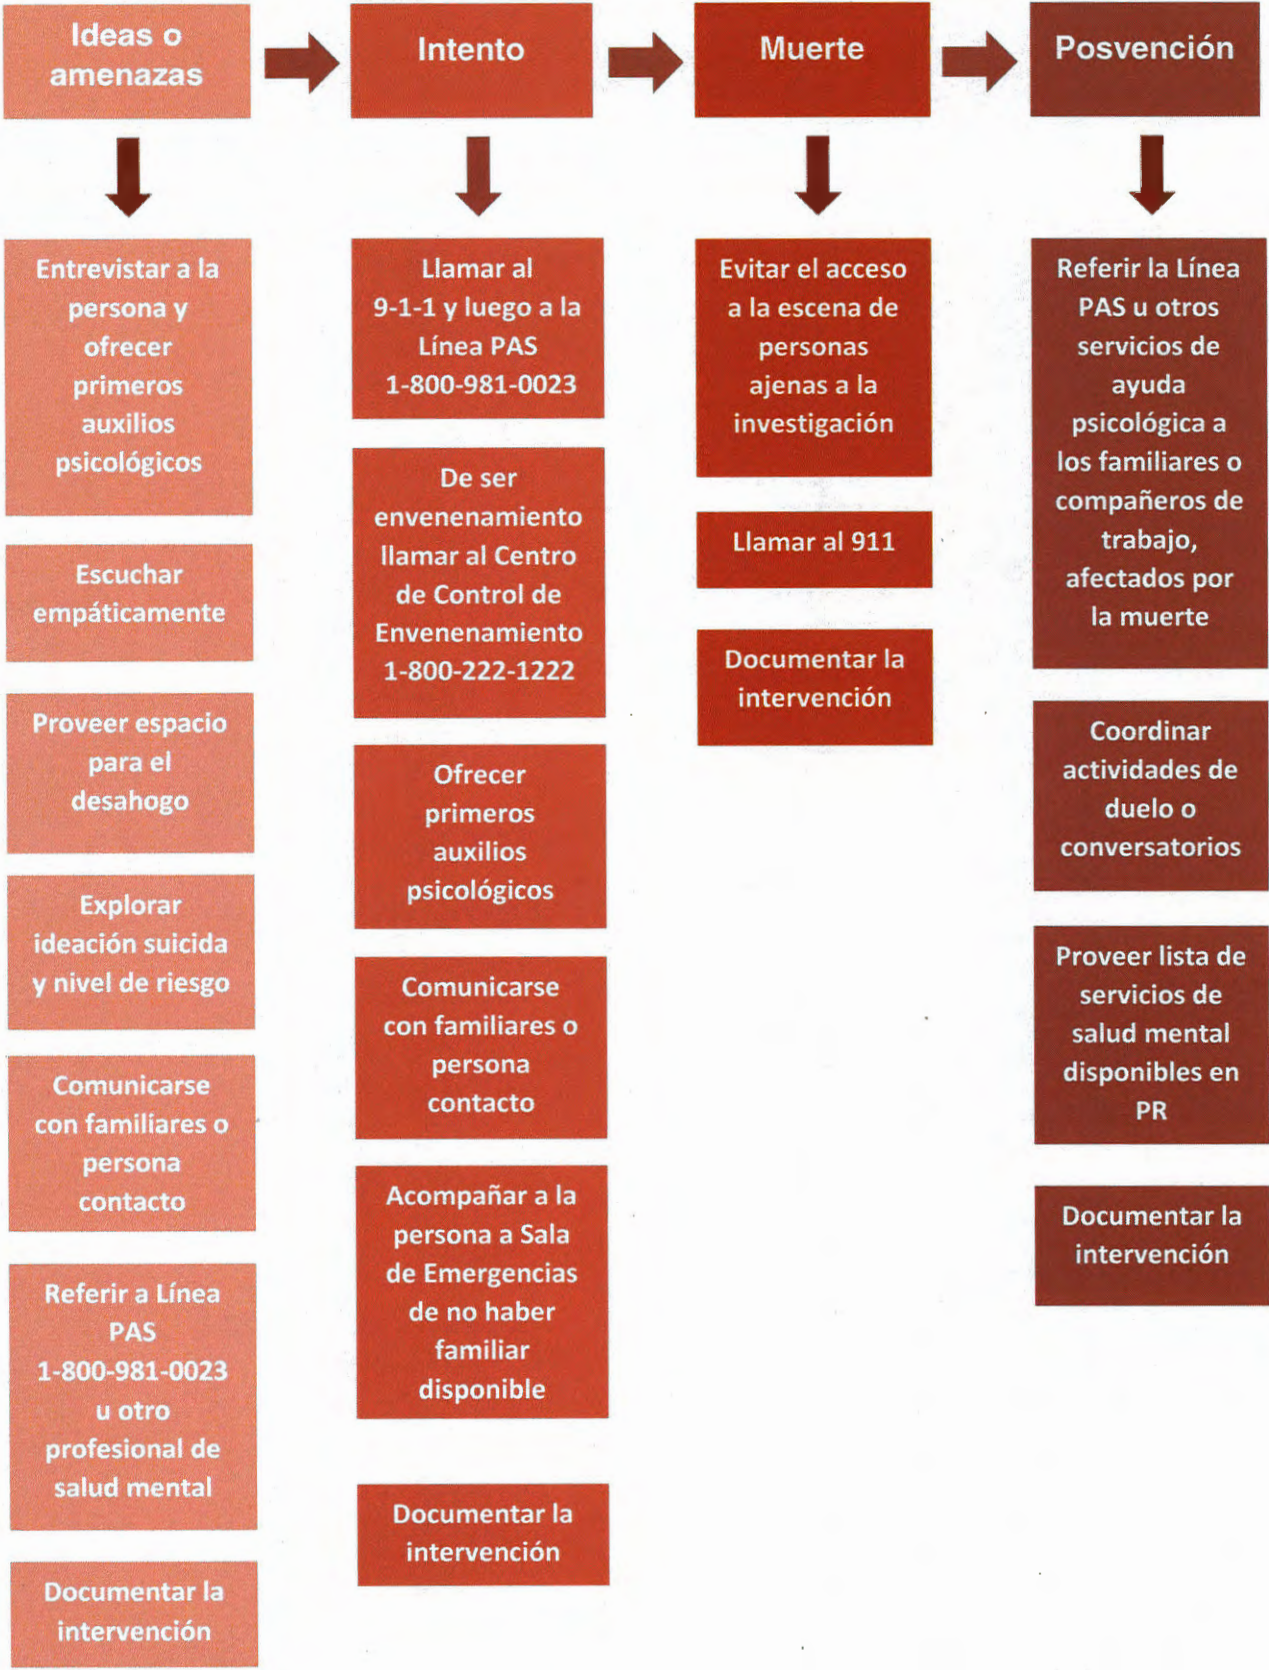 Ideas o
amenazas
Intento
Muerte
Posvención
Entrevistar a la
persona y
ofrecer
primeros
auxilios
psicológicos
Escuchar
empáticamente
Proveer espacio
para el
desahogo
Explorar
ideación suicida
y nivel de riesgo
Comunicarse
con familiares o
persona
contacto
Referir a Línea
PAS
1-800-981-0023
u otro
profesional de
salud mental
Documentar la
intervención
Llamar al
9-1-1 y luego a la
Línea PAS
1-800-981-0023
De ser
envenenamiento
llamar al Centro
de Control de
Envenenamiento
1-800-222-1222
Ofrecer
primeros
auxilios
psicológicos
Comunicarse
con familiares o
persona
contacto
Acompañar a la
persona a Sala
de Emergencias
de no haber
familiar
disponible
Documentar la
intervención
Evitar el acceso
a la escena de
personas
ajenas a la
investigación
Llamar al 911
Documentar la
intervención
Referir la Línea
PAS u otros
servicios de
ayuda
psicológica a
los familiares o
compañeros de
trabajo,
afectados por
la muerte
Coordinar
actividades de
duelo o
conversatorios
Proveer lista de
servicios de
salud mental
disponibles en
PR
Documentar la
intervención